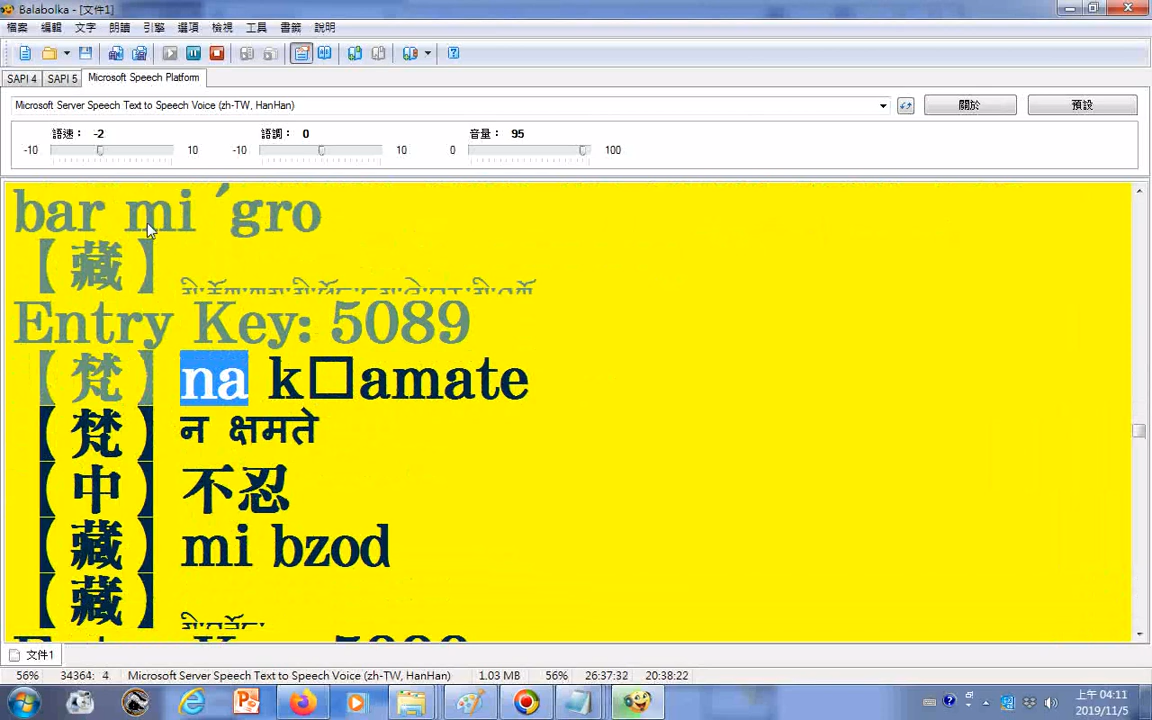 Balabolka - [文件1]
檔案 編輯 文字 朗讀 引擎 選項 檢視 工具 書籤 說明
SAPI 4 SAPI 5 Microsoft Speech Platform
Microsoft Server Speech Text to Speech Voice (zh-TW, HanHan) 關於 預設
語速: -2 語調: 0 音量: 95
-10 10 -10 10 0 100
bar mi ´gro
【藏】
Entry Key: 5089
【梵】 na k□amate
【梵】 न क्षमते
【中】 不忍
【藏】 mi bzod
【藏】
Entry Key: 5090
文件1
56% 34364: 4 Microsoft Server Speech Text to Speech Voice (zh-TW, HanHan) 1.03 MB 56% 26:37:32 20:38:22
上午 04:11
2019/11/5